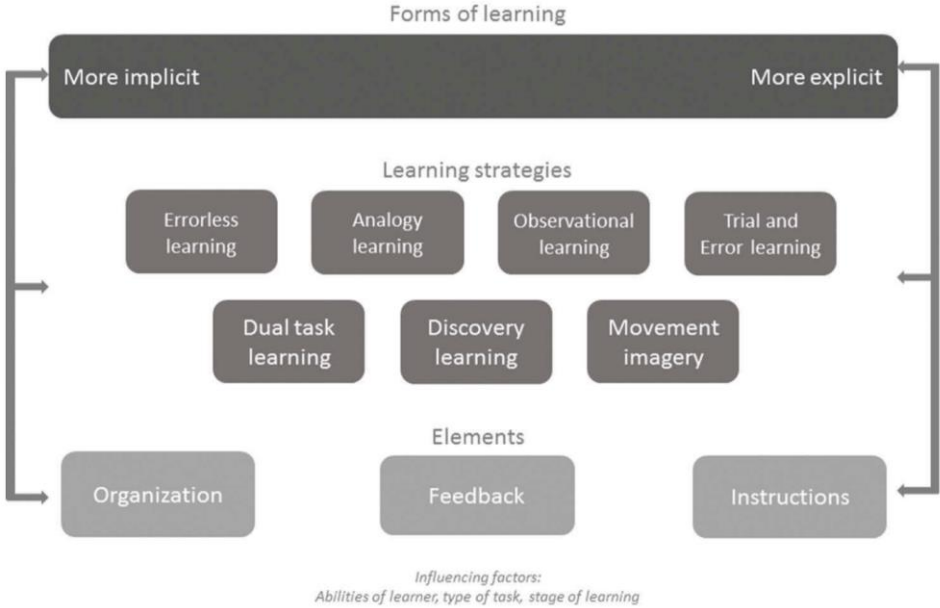 Forms of learning
More implicit
More explicit
Learning strategies
Errorless
learning
Analogy
learning
Observational
learning
Trial and
Error learning
Dual task
learning
Discovery
learning
Movement
imagery
Elements
Organization
Feedback
Instructions
Influencing factors:
Abilities of learner, type of task, stage of learning